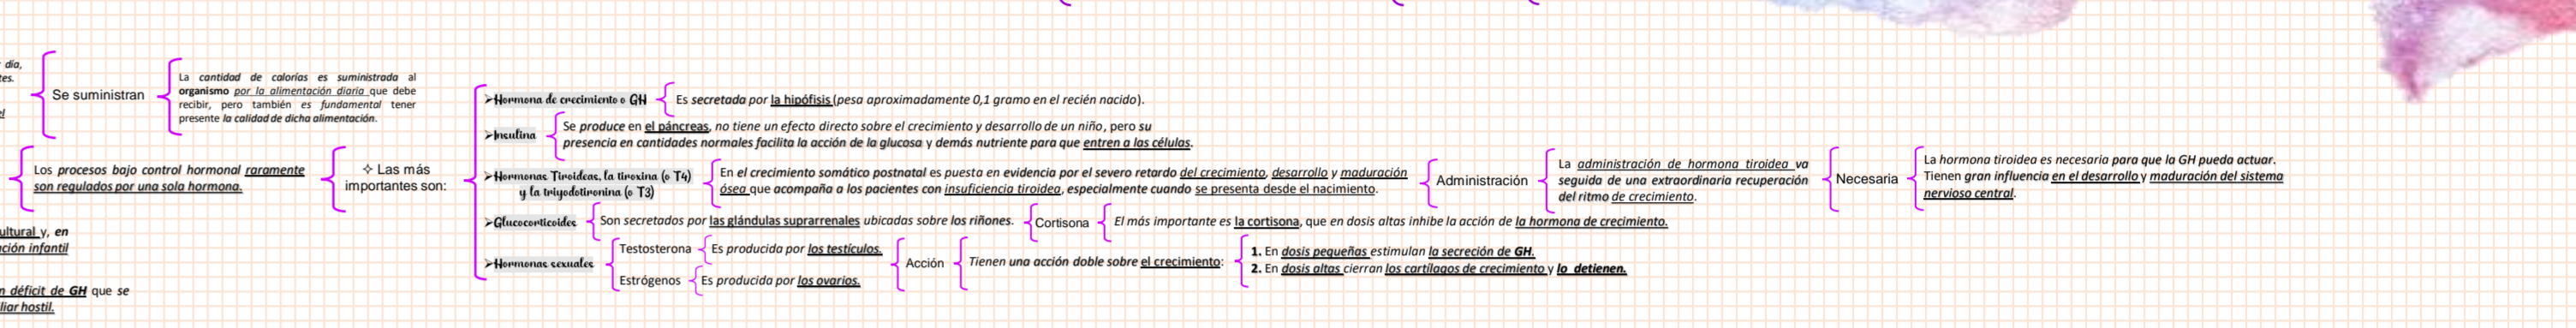 día,
tes.
el
Se suministran
La cantidad de calorías es suministrada al
organismo por la alimentación diaria que debe
recibir, pero también es fundamental tener
presente la calidad de dicha alimentación.
Los procesos bajo control hormonal raramente
son regulados por una sola hormona.
✧ Las más
importantes son:
ultural y, en
ación infantil
n déficit de GH que se
liar hostil.
➢Hormona de crecimiento o GH
Es secretada por la hipófisis (pesa aproximadamente 0,1 gramo en el recién nacido).
➢Insulina
Se produce en el páncreas, no tiene un efecto directo sobre el crecimiento y desarrollo de un niño, pero su
presencia en cantidades normales facilita la acción de la glucosa y demás nutriente para que entren a las células.
➢Hormonas Tiroideas, la tiroxina (o T4)
y la triyodotironina (o T3)
En el crecimiento somático postnatal es puesta en evidencia por el severo retardo del crecimiento, desarrollo y maduración
ósea que acompaña a los pacientes con insuficiencia tiroidea, especialmente cuando se presenta desde el nacimiento.
Administración
La administración de hormona tiroidea va
seguida de una extraordinaria recuperación
del ritmo de crecimiento.
Necesaria
La hormona tiroidea es necesaria para que la GH pueda actuar.
Tienen gran influencia en el desarrollo y maduración del sistema
nervioso central.
➢Glucocorticoides
Son secretados por las glándulas suprarrenales ubicadas sobre los riñones.
Cortisona
El más importante es la cortisona, que en dosis altas inhibe la acción de la hormona de crecimiento.
➢Hormonas sexuales
Testosterona
Es producida por los testículos.
Estrógenos
Es producida por los ovarios.
Acción
Tienen una acción doble sobre el crecimiento:
1. En dosis pequeñas estimulan la secreción de GH.
2. En dosis altas cierran los cartílagos de crecimiento y lo detienen.